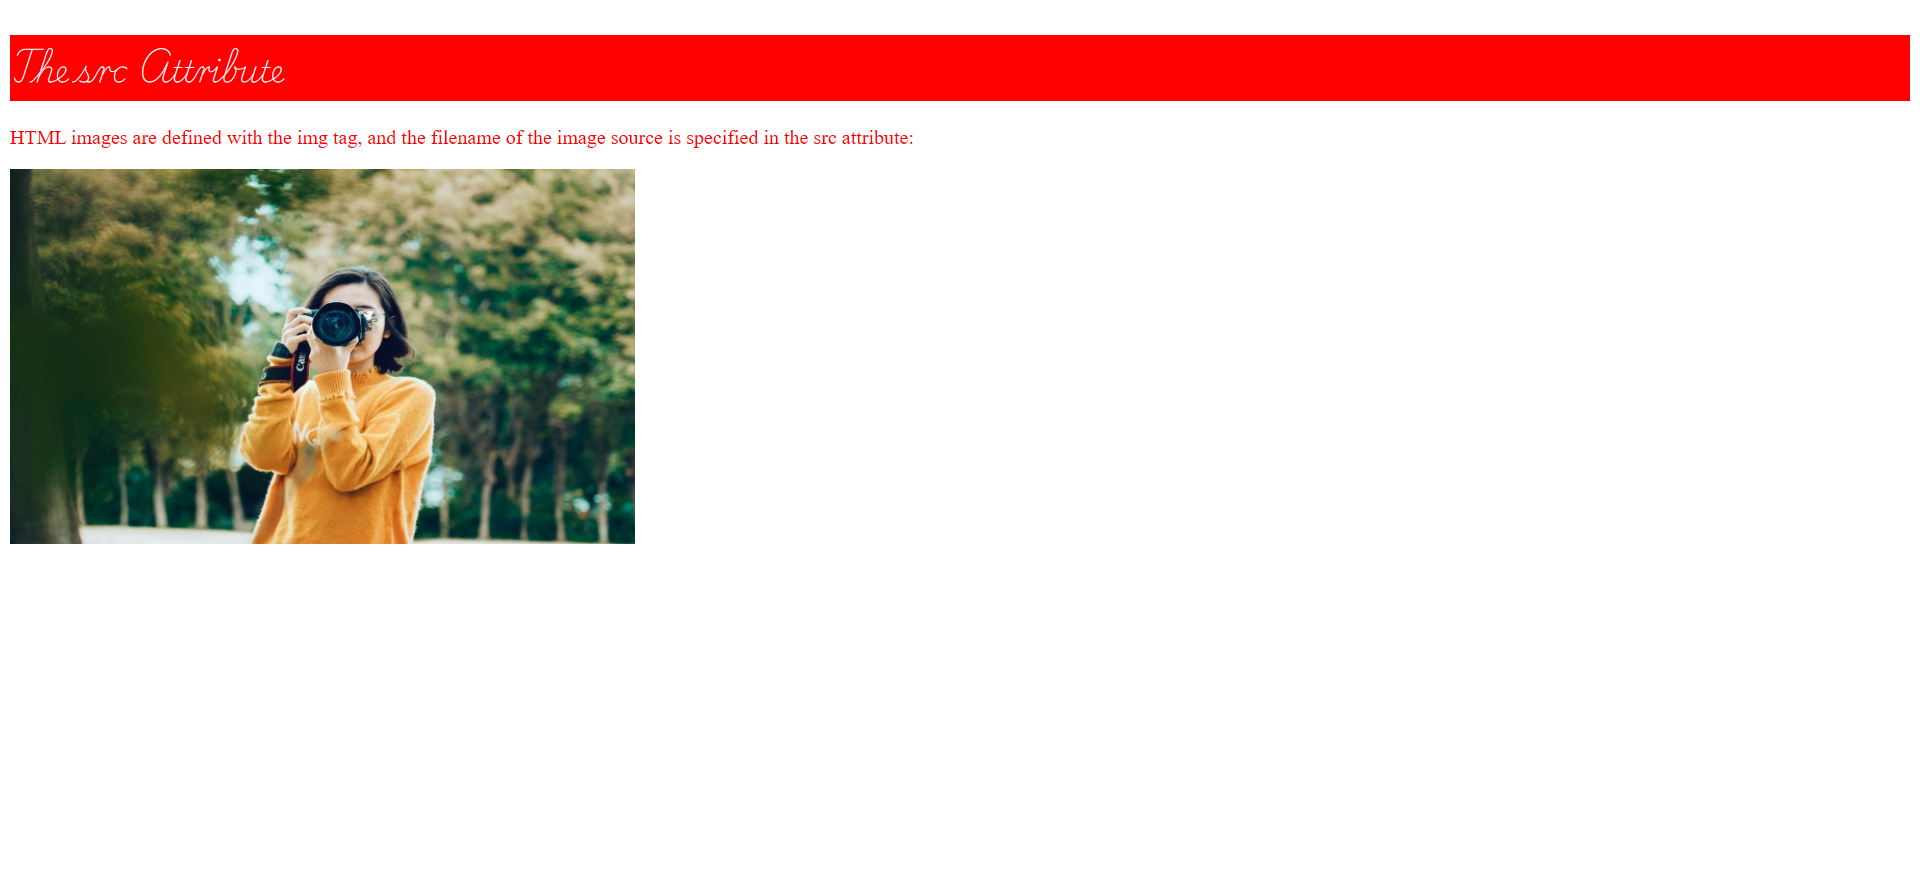 The src Attribute
HTML images are defined with the img tag, and the filename of the image source is specified in the src attribute: